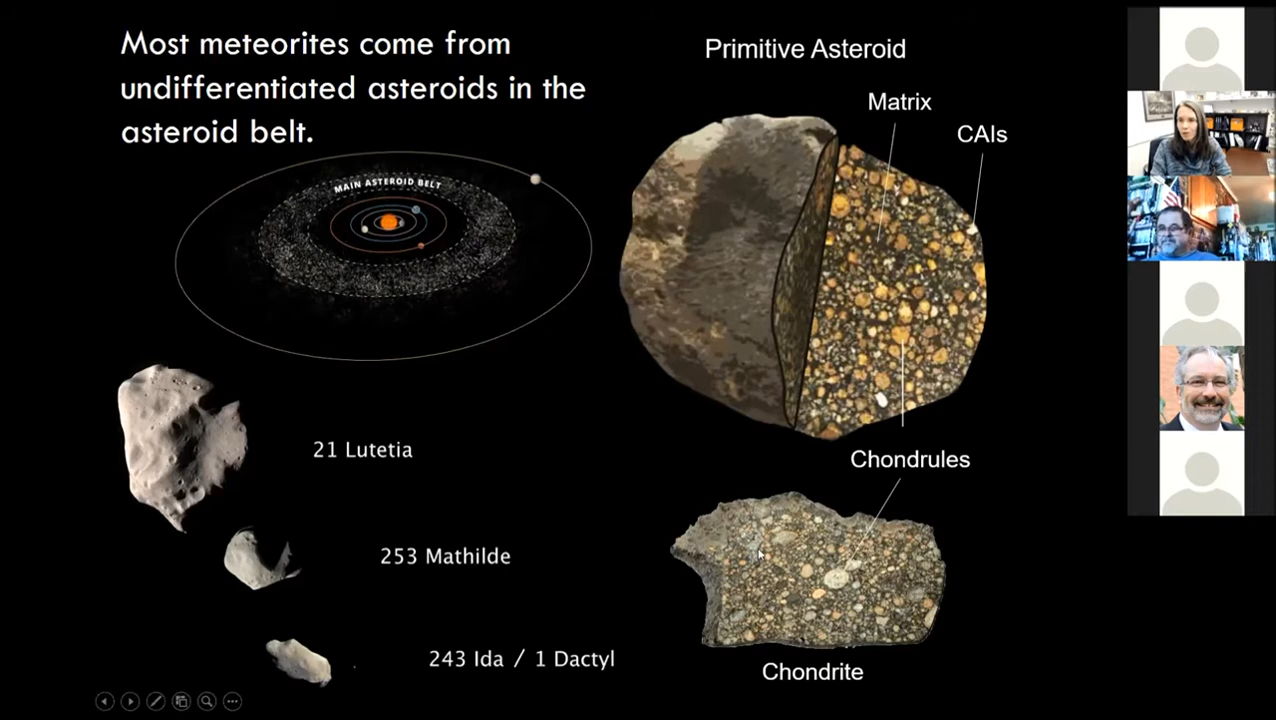 Most meteorites come from
undifferentiated asteroids in the
asteroid belt.
MAIN ASTEROID BELT
21 Lutetia
253 Mathilde
243 Ida / 1 Dactyl
Primitive Asteroid
Matrix
CAIs
Chondrules
Chondrite